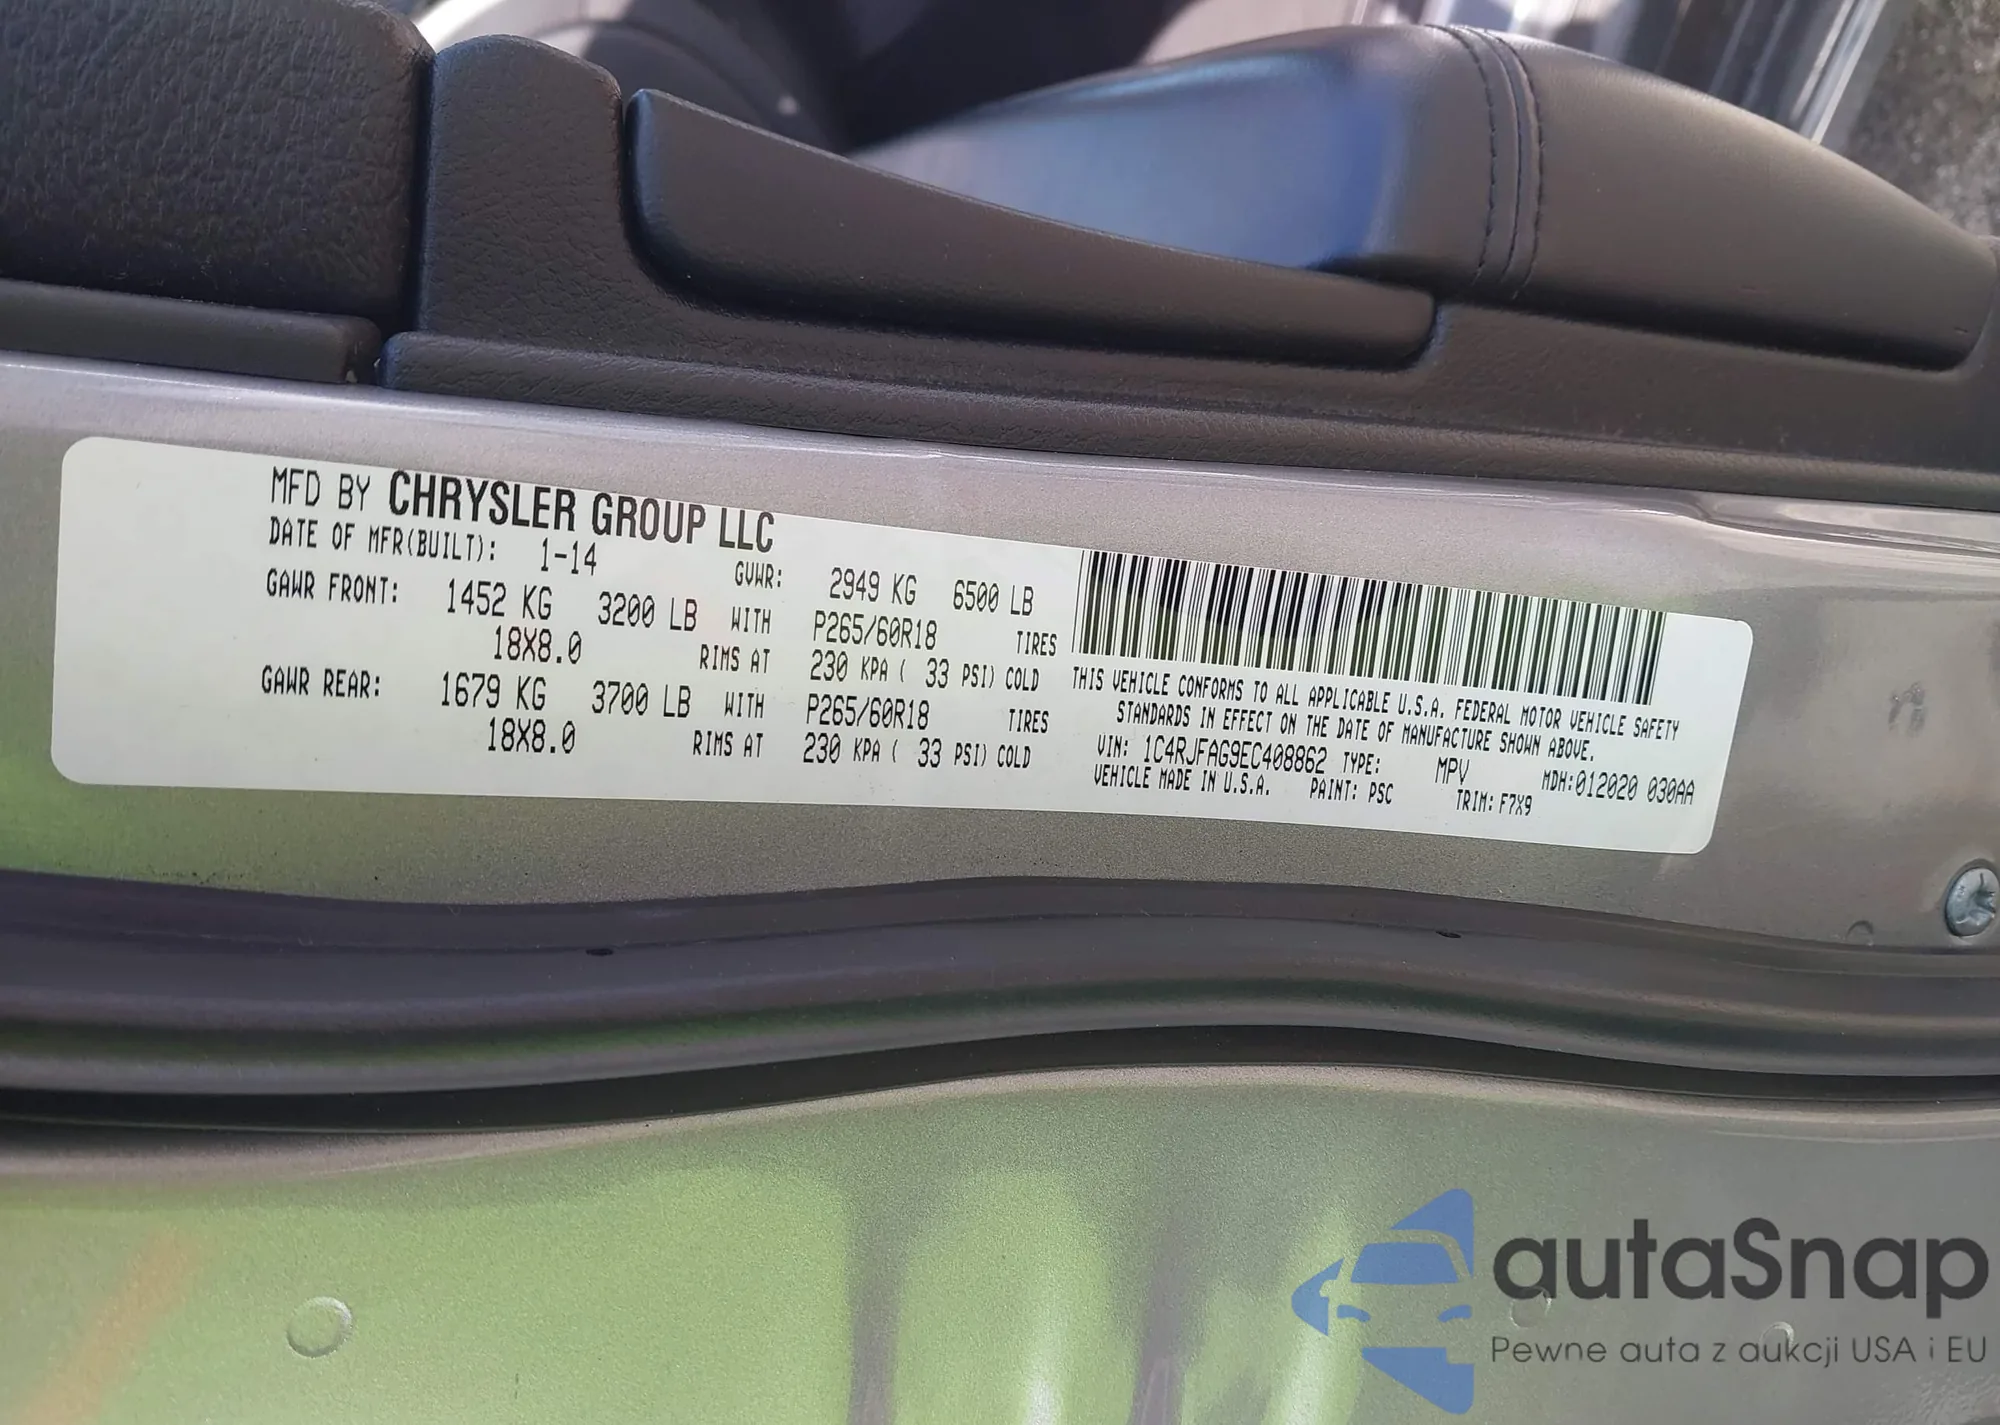 MFD BY CHRYSLER GROUP LLC
DATE OF MFR(BUILT): 1-14 GVWR: 2949 KG 6500 LB
GAWR FRONT: 1452 KG 3200 LB WITH P265/60R18 TIRES
18X8.0 RIMS AT 230 KPA ( 33 PSI) COLD
GAWR REAR: 1679 KG 3700 LB WITH P265/60R18 TIRES
18X8.0 RIMS AT 230 KPA ( 33 PSI) COLD
THIS VEHICLE CONFORMS TO ALL APPLICABLE U.S.A. FEDERAL MOTOR VEHICLE SAFETY
STANDARDS IN EFFECT ON THE DATE OF MANUFACTURE SHOWN ABOVE.
VIN: 1C4RJFAG9EC408862 TYPE: MPV MDH:012020 030AA
VEHICLE MADE IN U.S.A. PAINT: PSC TRIM: F7X9
autaSnap
Pewne auta z aukcji USA i EU